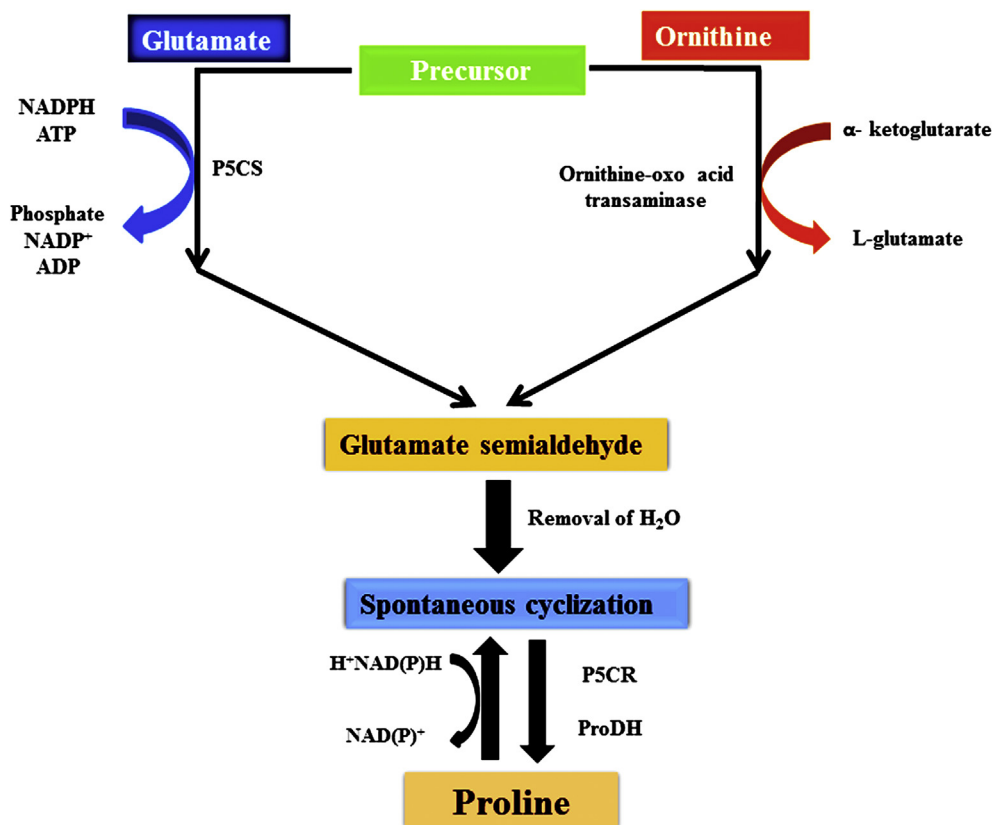 Glutamate
Ornithine
Precursor
NADPH
ATP
P5CS
Phosphate
NADP⁺
ADP
Ornithine-oxo acid
transaminase
α- ketoglutarate
L-glutamate
Glutamate semialdehyde
Removal of H₂O
Spontaneous cyclization
H⁺NAD(P)H
NAD(P)⁺
P5CR
ProDH
Proline